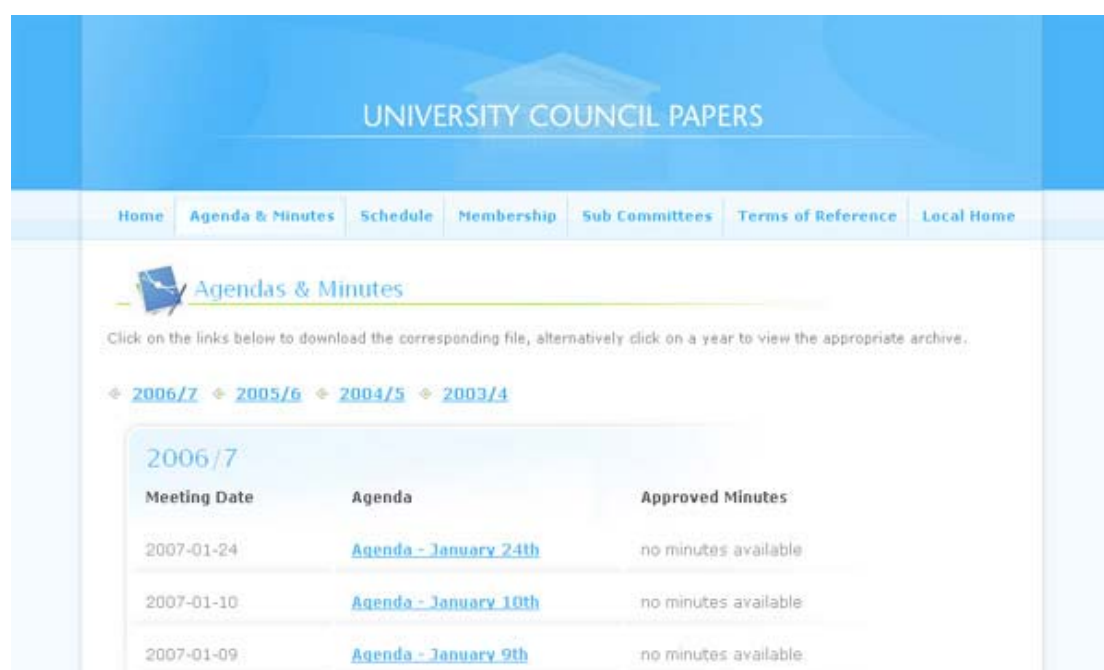 UNIVERSITY COUNCIL PAPERS
Home Agenda & Minutes Schedule Membership Sub Committees Terms of Reference Local Home
Agendas & Minutes
Click on the links below to download the corresponding file, alternatively click on a year to view the appropriate archive.
2006/7 2005/6 2004/5 2003/4
2006/7
Meeting Date Agenda Approved Minutes
2007-01-24 Agenda - January 24th no minutes available
2007-01-10 Agenda - January 10th no minutes available
2007-01-09 Agenda - January 9th no minutes available